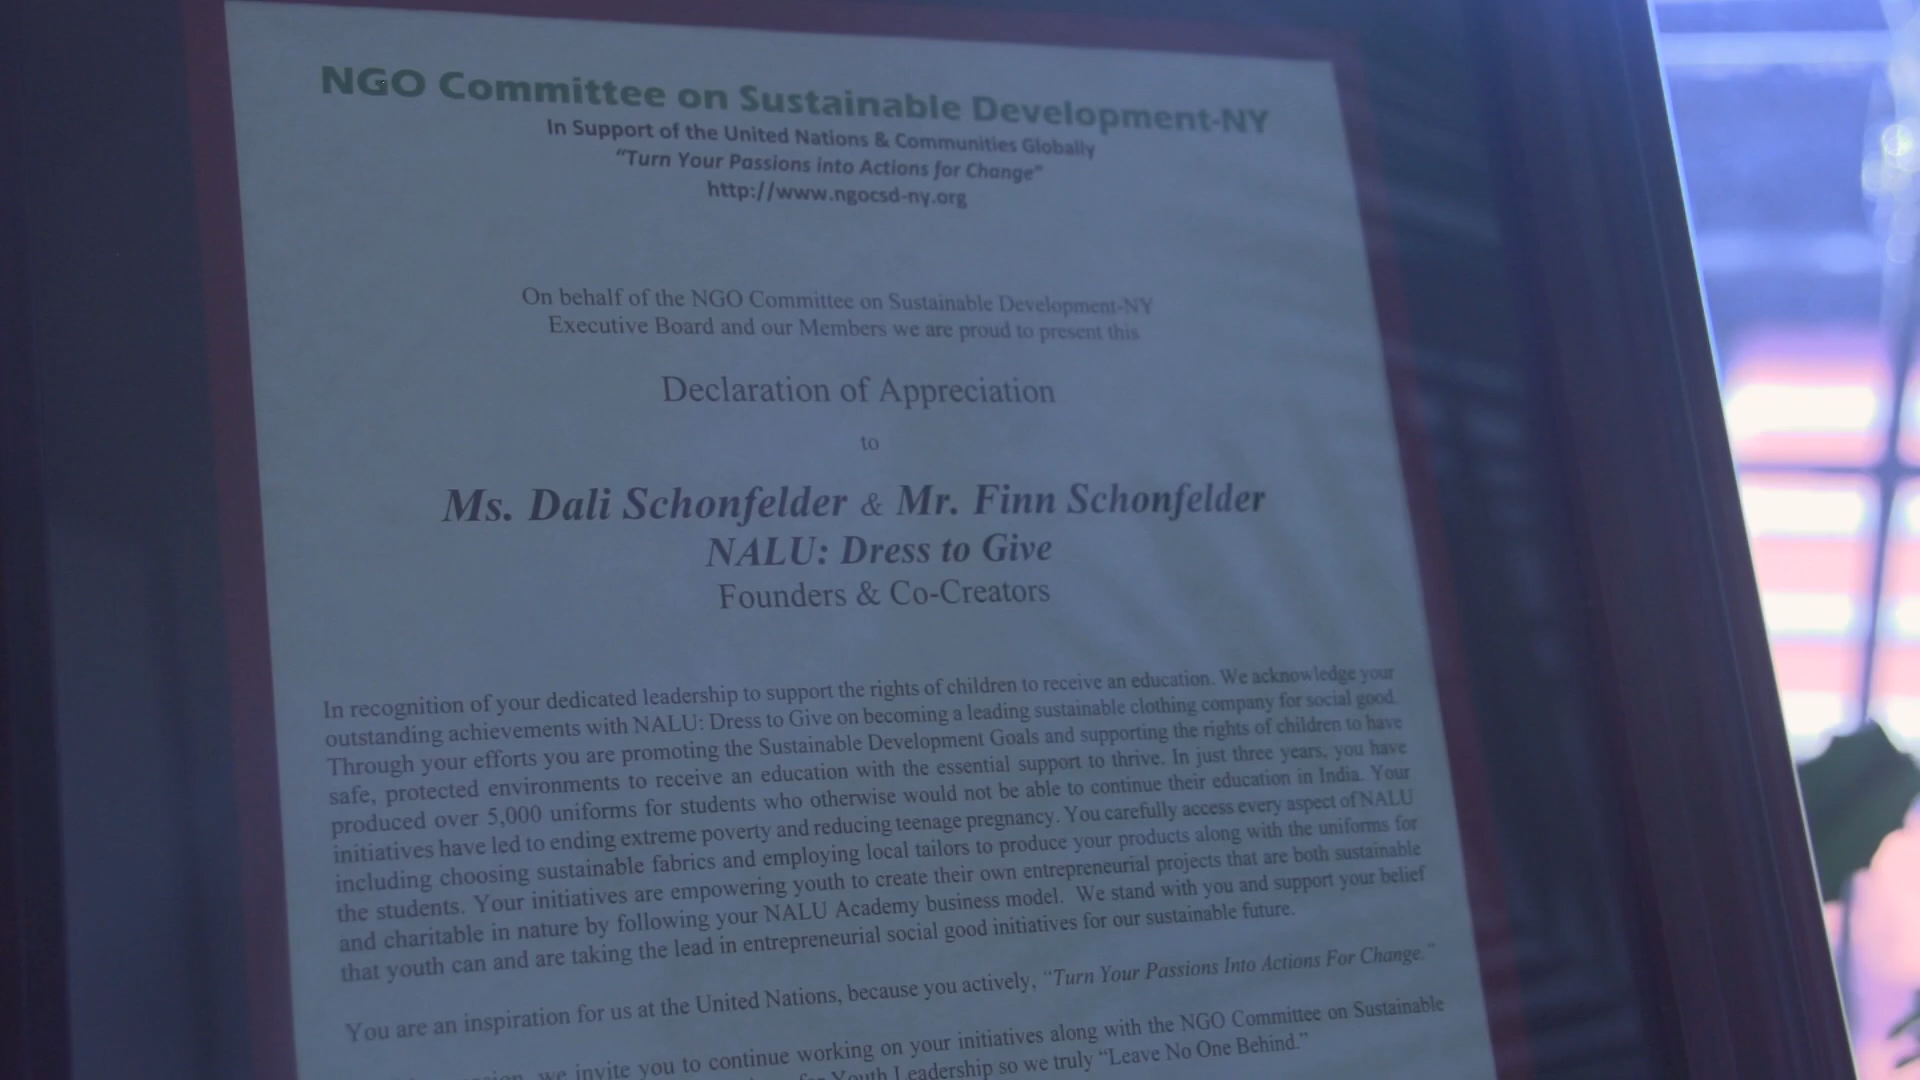 NGO Committee on Sustainable Development-NY
In Support of the United Nations & Communities Globally
"Turn Your Passions into Actions for Change"
http://www.ngocsd-ny.org
On behalf of the NGO Committee on Sustainable Development-NY
Executive Board and our Members we are proud to present this
Declaration of Appreciation
to
Ms. Dali Schonfelder & Mr. Finn Schonfelder
NALU: Dress to Give
Founders & Co-Creators
In recognition of your dedicated leadership to support the rights of children to receive an education. We acknowledge your
outstanding achievements with NALU: Dress to Give on becoming a leading sustainable clothing company for social good.
Through your efforts you are promoting the Sustainable Development Goals and supporting the rights of children to have
safe, protected environments to receive an education with the essential support to thrive. In just three years, you have
produced over 5,000 uniforms for students who otherwise would not be able to continue their education in India. Your
initiatives have led to ending extreme poverty and reducing teenage pregnancy. You carefully access every aspect of NALU
including choosing sustainable fabrics and employing local tailors to produce your products along with the uniforms for
the students. Your initiatives are empowering youth to create their own entrepreneurial projects that are both sustainable
and charitable in nature by following your NALU Academy business model. We stand with you and support your belief
that youth can and are taking the lead in entrepreneurial social good initiatives for our sustainable future.
You are an inspiration for us at the United Nations, because you actively, "Turn Your Passions Into Actions For Change."
we invite you to continue working on your initiatives along with the NGO Committee on Sustainable
for Youth Leadership so we truly "Leave No One Behind."